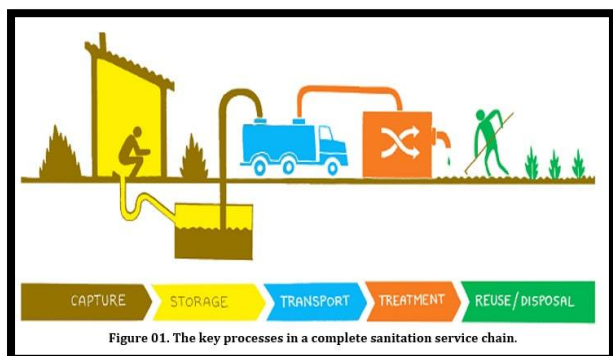 CAPTURE
STORAGE
TRANSPORT
TREATMENT
REUSE/DISPOSAL
Figure 01. The key processes in a complete sanitation service chain.